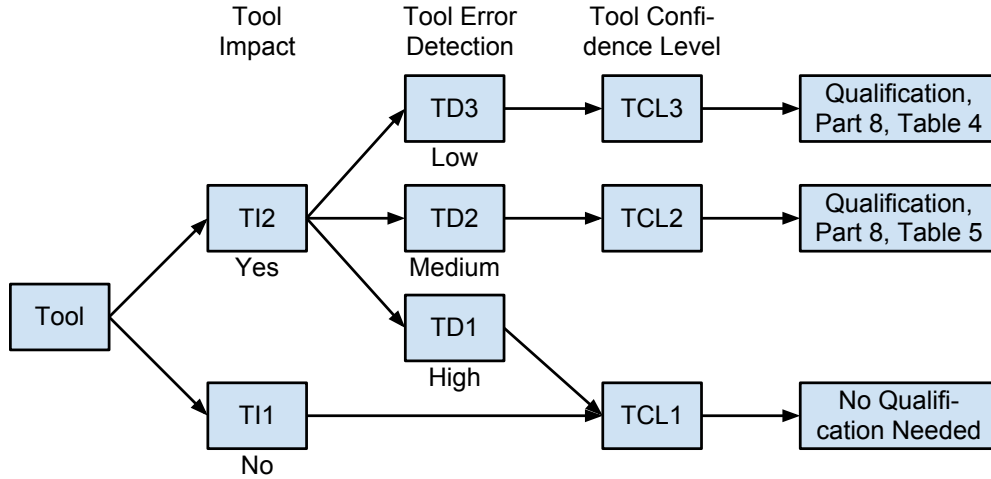 Tool
Impact
Tool Error
Detection
Tool Confi-
dence Level
TD3
Low
TCL3
Qualification,
Part 8, Table 4
TI2
Yes
TD2
Medium
TCL2
Qualification,
Part 8, Table 5
Tool
TD1
High
TI1
No
TCL1
No Qualifi-
cation Needed